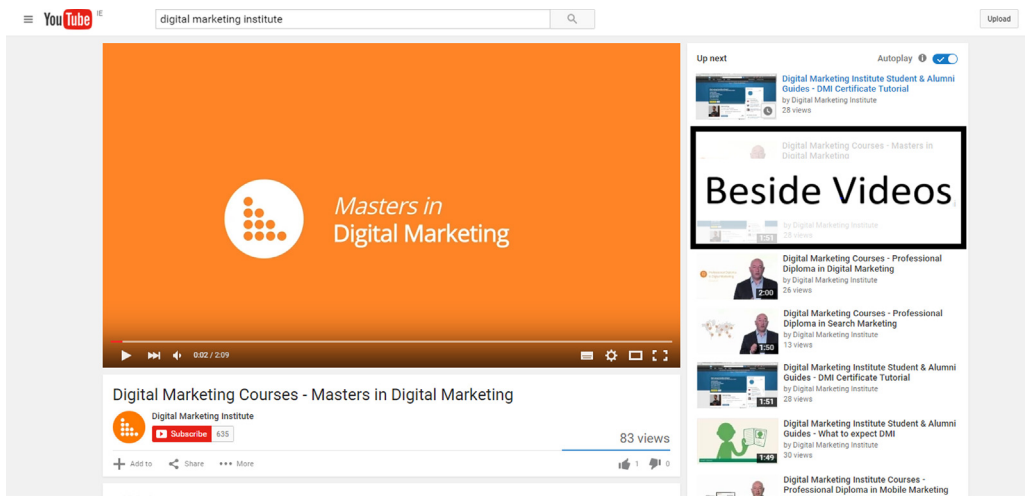 YouTube IE
digital marketing institute
Upload
Masters in
Digital Marketing
0:02 / 2:09
Digital Marketing Courses - Masters in Digital Marketing
Digital Marketing Institute
Subscribe 635
83 views
Add to Share More 1 0
Up next Autoplay
Digital Marketing Institute Student & Alumni
Guides - DMI Certificate Tutorial
by Digital Marketing Institute
28 views
Digital Marketing Courses - Masters in
Digital Marketing
Beside Videos
by Digital Marketing Institute
1:51 28 views
Digital Marketing Courses - Professional
Diploma in Digital Marketing
by Digital Marketing Institute
2:00 26 views
Digital Marketing Courses - Professional
Diploma in Search Marketing
by Digital Marketing Institute
1:50 13 views
Digital Marketing Institute Student & Alumni
Guides - DMI Certificate Tutorial
by Digital Marketing Institute
1:51 28 views
Digital Marketing Institute Student & Alumni
Guides - What to expect DMI
by Digital Marketing Institute
1:49 30 views
Digital Marketing Institute Courses -
Professional Diploma in Mobile Marketing